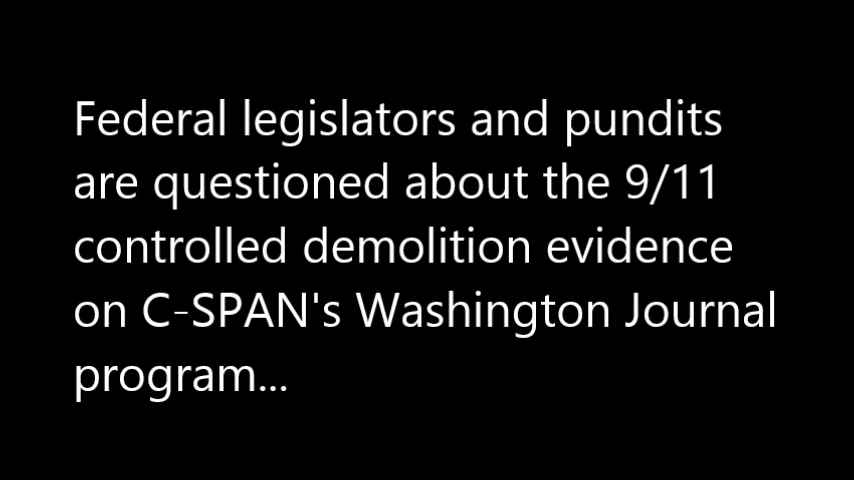 Federal legislators and pundits
are questioned about the 9/11
controlled demolition evidence
on C-SPAN's Washington Journal
program...